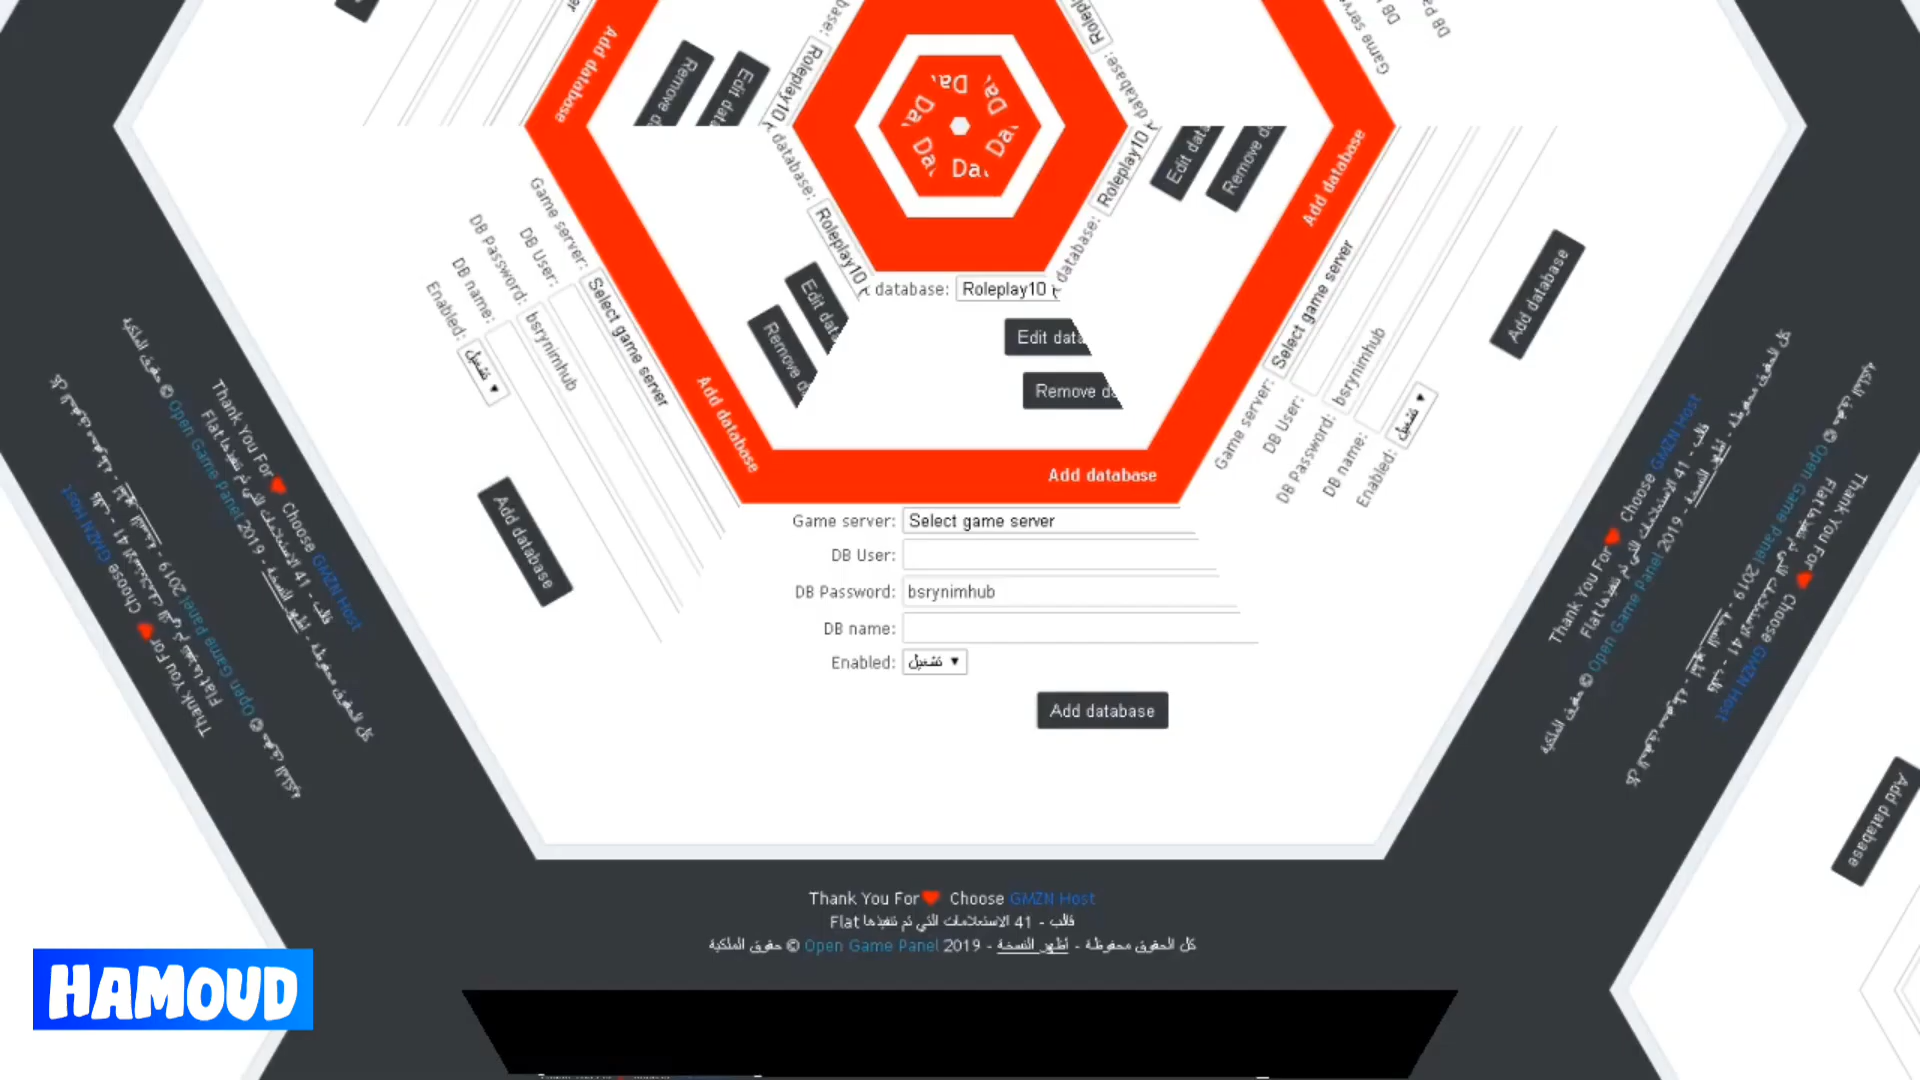 Da
database: Roleplay10
Edit data
Remove
Add database
Game server: Select game server
DB User:
DB Password: bsrynimhub
DB name:
Enabled: تشغيل
Add database
Thank You For Choose GMZN Host
قالب - 41 الاستعلامات التي تم تنفيذها Flat
كل الحقوق محفوظة - أظهر النسخة - 2019 Open Game Panel © حقوق الملكية
HAMOUD